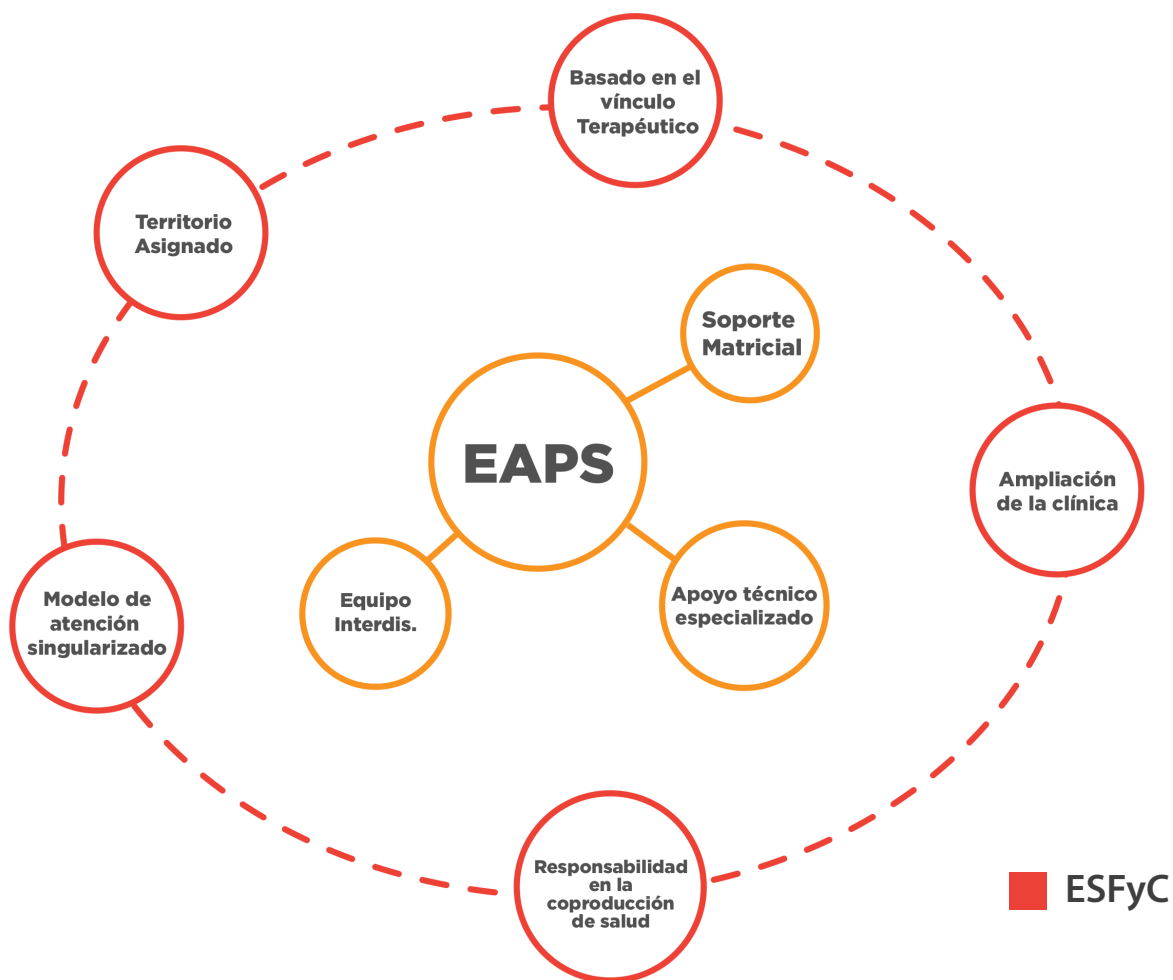 Basado en el
vínculo
Terapéutico
Territorio
Asignado
Soporte
Matricial
EAPS
Ampliación
de la clínica
Equipo
Interdis.
Apoyo técnico
especializado
Modelo de
atención
singularizado
Responsabilidad
en la
coproducción
de salud
ESFyC